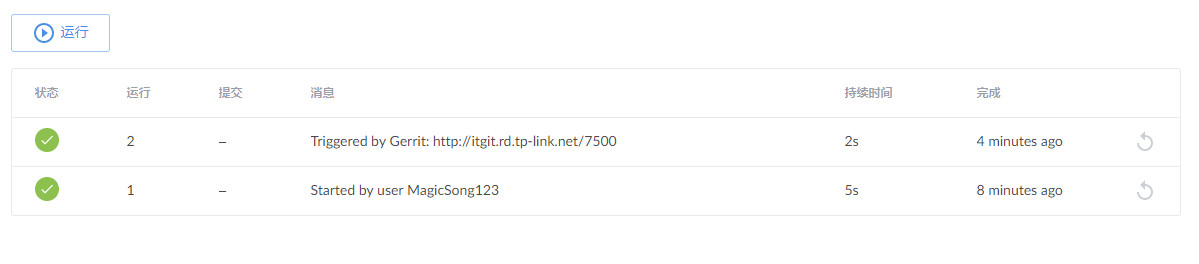 运行
状态 运行 提交 消息 持续时间 完成
2 – Triggered by Gerrit: http://itgit.rd.tp-link.net/7500 2s 4 minutes ago
1 – Started by user MagicSong123 5s 8 minutes ago